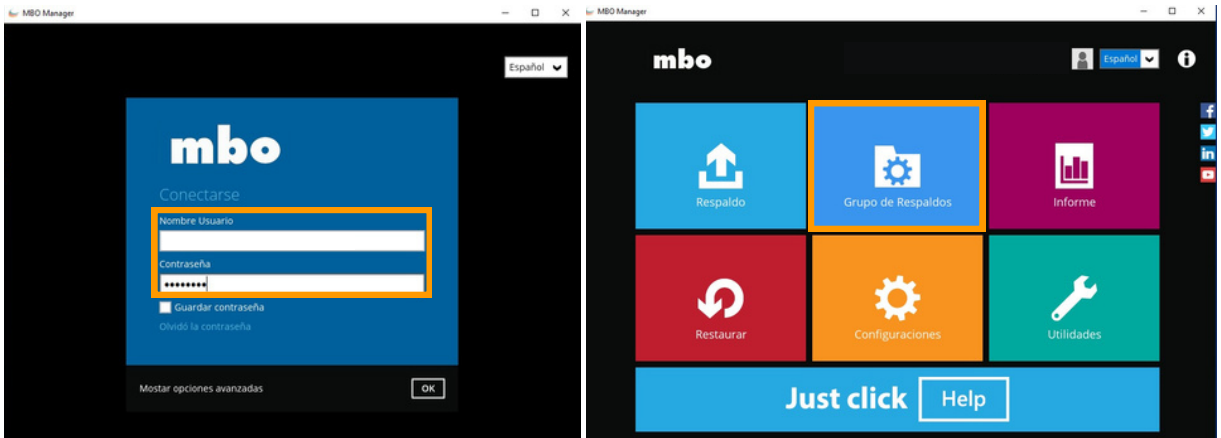 MBO Manager
Español
mbo
Conectarse
Nombre Usuario
Contraseña
••••••••
Guardar contraseña
Olvidó la contraseña
Mostar opciones avanzadas
OK
MBO Manager
mbo
Español
Respaldo
Grupo de Respaldos
Informe
Restaurar
Configuraciones
Utilidades
Just click Help
f
in